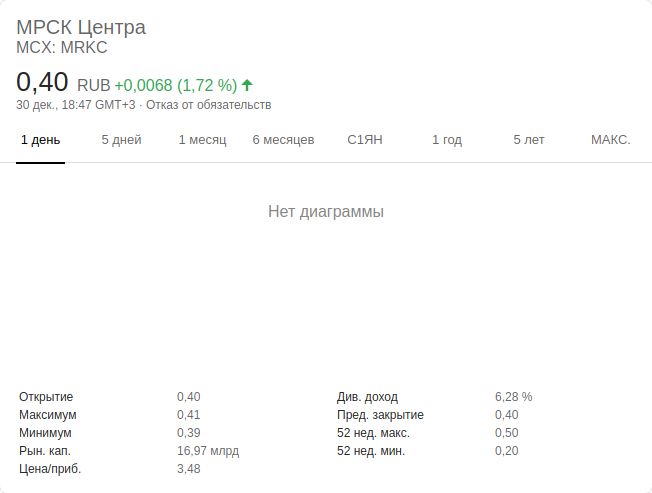 МРСК Центра
MCX: MRKC
0,40 RUB +0,0068 (1,72 %)
30 дек., 18:47 GMT+3 · Отказ от обязательств
1 день 5 дней 1 месяц 6 месяцев С1ЯН 1 год 5 лет МАКС.
Нет диаграммы
Открытие 0,40 Див. доход 6,28 %
Максимум 0,41 Пред. закрытие 0,40
Минимум 0,39 52 нед. макс. 0,50
Рын. кап. 16,97 млрд 52 нед. мин. 0,20
Цена/приб. 3,48